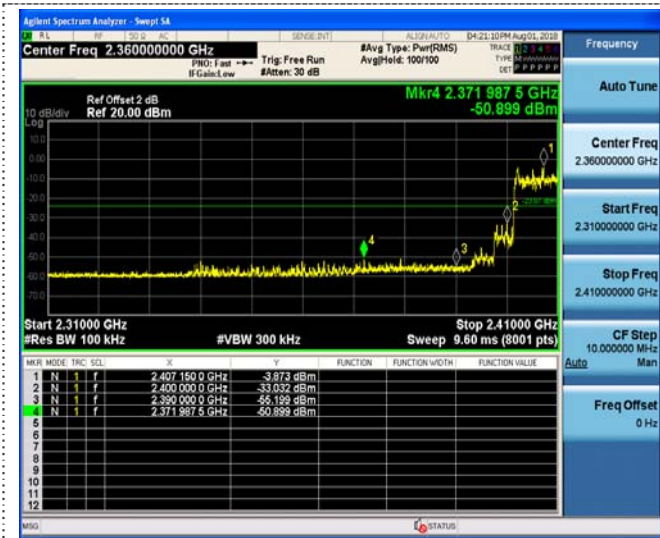 Agilent Spectrum Analyzer - Swept SA
RL RF 50 Ω AC SENSE:INT ALIGNAUTO 04:21:10 PM Aug 01, 2018
Center Freq 2.360000000 GHz
PNO: Fast
IFGain:Low
Trig: Free Run
#Atten: 30 dB
#Avg Type: Pwr(RMS)
Avg|Hold: 100/100
TRACE 1 2 3 4 5 6
TYPE
DET P P P P P P
Mkr4 2.371 987 5 GHz
-50.899 dBm
Ref Offset 2 dB
Ref 20.00 dBm
10 dB/div
Log
10.0
0.00
-10.0
-20.0
-30.0
-40.0
-50.0
-60.0
-70.0
1
2
3
4
Start 2.31000 GHz
#Res BW 100 kHz
#VBW 300 kHz
Stop 2.41000 GHz
Sweep 9.60 ms (8001 pts)
MKR MODE TRC SCL X Y FUNCTION FUNCTION WIDTH FUNCTION VALUE
1 N 1 f 2.407 150 0 GHz -3.873 dBm
2 N 1 f 2.400 000 0 GHz -33.032 dBm
3 N 1 f 2.390 000 0 GHz -55.199 dBm
4 N 1 f 2.371 987 5 GHz -50.899 dBm
5
6
7
8
9
10
11
12
MSG STATUS
Frequency
Auto Tune
Center Freq
2.360000000 GHz
Start Freq
2.310000000 GHz
Stop Freq
2.410000000 GHz
CF Step
10.000000 MHz
Auto Man
Freq Offset
0 Hz